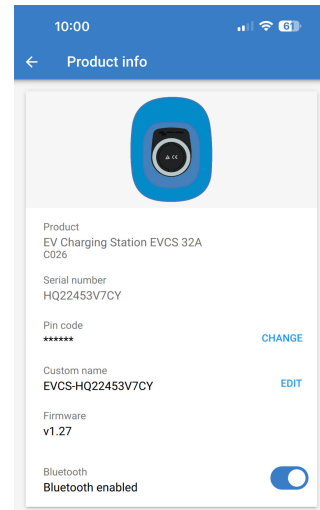 10:00
61
Product info
Product
EV Charging Station EVCS 32A
C026
Serial number
HQ22453V7CY
Pin code
******
CHANGE
Custom name
EVCS-HQ22453V7CY
EDIT
Firmware
v1.27
Bluetooth
Bluetooth enabled